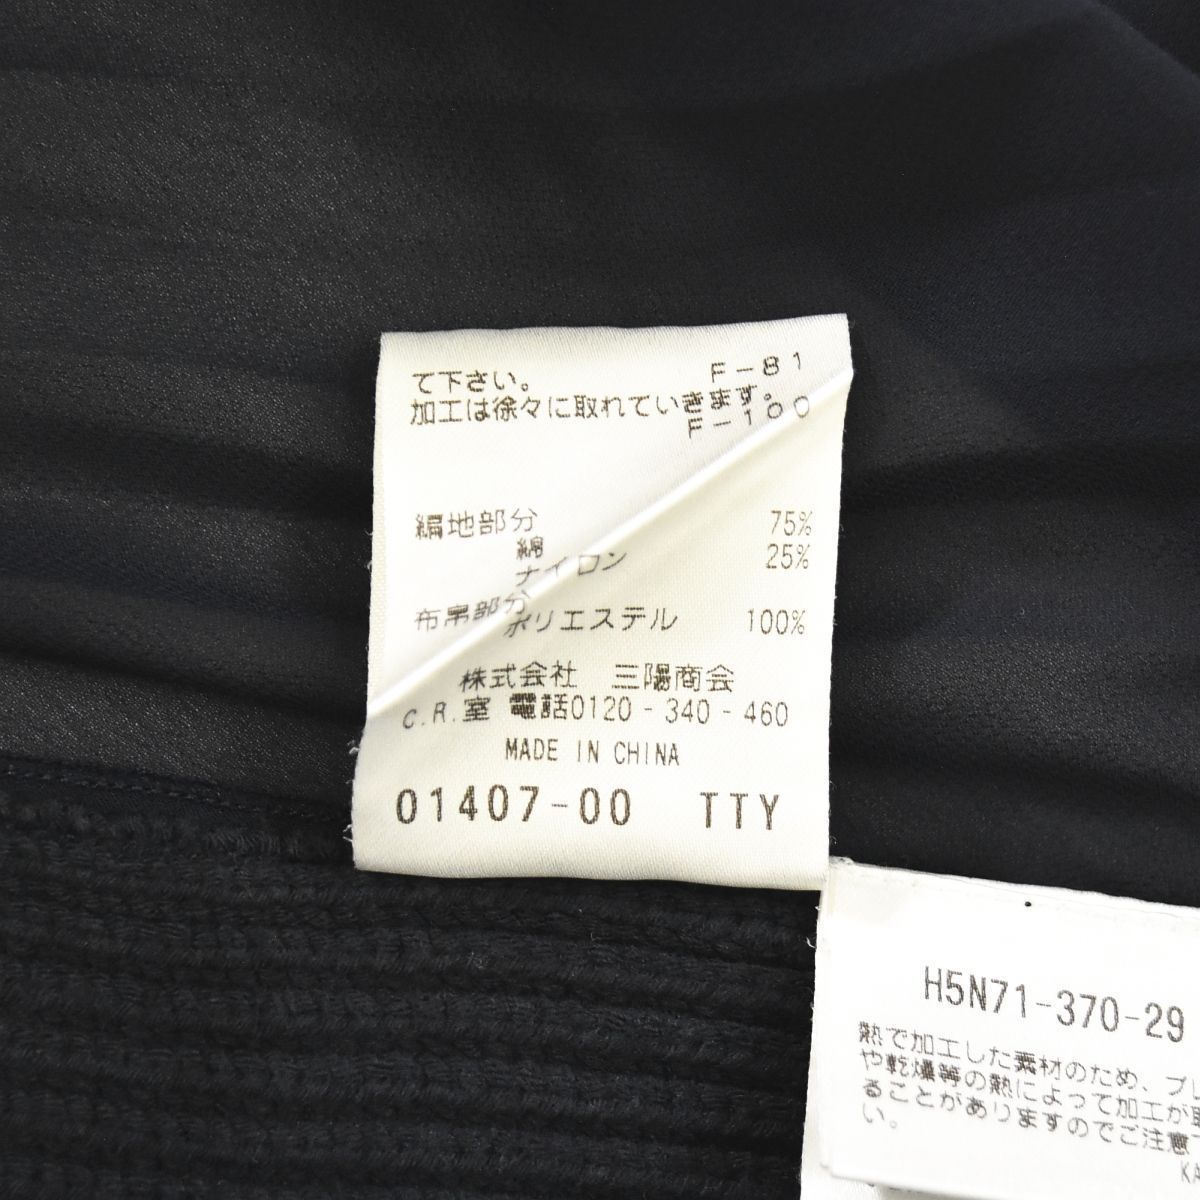 て下さい。 F-81
加工は徐々に取れていきます。
F-100
編地部分
綿 75%
ナイロン 25%
布帛部分
ポリエステル 100%
株式会社 三陽商会
C.R.室 電話0120-340-460
MADE IN CHINA
01407-00 TTY
H5N71-370-29
熱で加工した素材のため、プレ
や乾燥等の熱によって加工が取
ることがありますのでご注意下
い。
KA